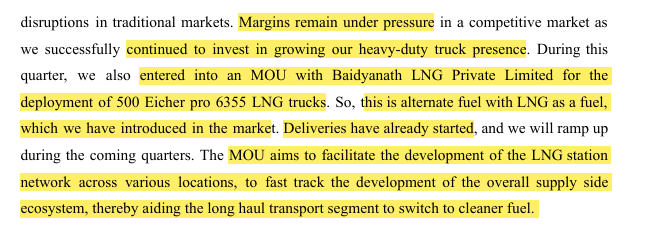 disruptions in traditional markets. Margins remain under pressure in a competitive market as
we successfully continued to invest in growing our heavy-duty truck presence. During this
quarter, we also entered into an MOU with Baidyanath LNG Private Limited for the
deployment of 500 Eicher pro 6355 LNG trucks. So, this is alternate fuel with LNG as a fuel,
which we have introduced in the market. Deliveries have already started, and we will ramp up
during the coming quarters. The MOU aims to facilitate the development of the LNG station
network across various locations, to fast track the development of the overall supply side
ecosystem, thereby aiding the long haul transport segment to switch to cleaner fuel.